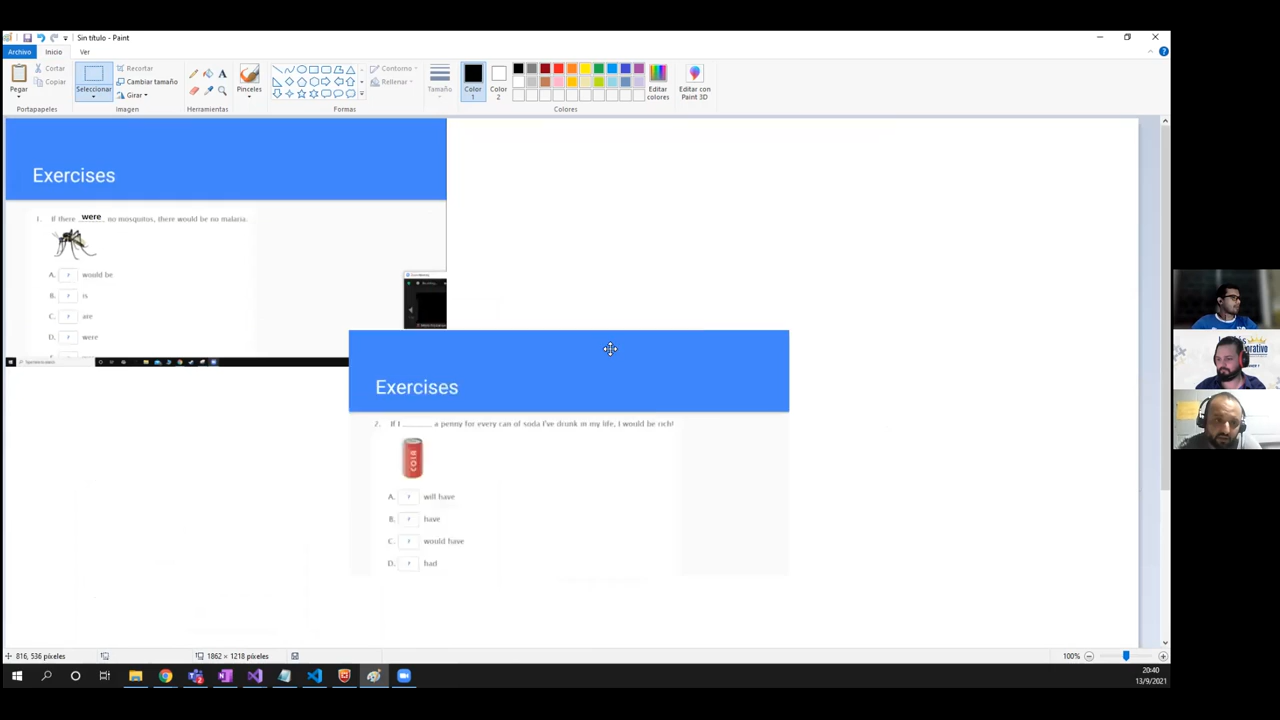 Sin título - Paint
Archivo
Inicio
Ver
Pegar
Cortar
Copiar
Portapapeles
Seleccionar
Recortar
Cambiar tamaño
Girar
Imagen
Herramientas
Pinceles
Contorno
Rellenar
Formas
Tamaño
Color 1
Color 2
Editar colores
Editar con Paint 3D
Colores
Exercises
1. If there were no mosquitos, there would be no malaria.
A. ? would be
B. ? is
C. ? are
D. ? were
Exercises
2. If I ______ a penny for every can of soda I've drunk in my life, I would be rich!
COLA
A. ? will have
B. ? have
C. ? would have
D. ? had
816, 536 píxeles
1862 × 1218 píxeles
100%
20:40
13/9/2021